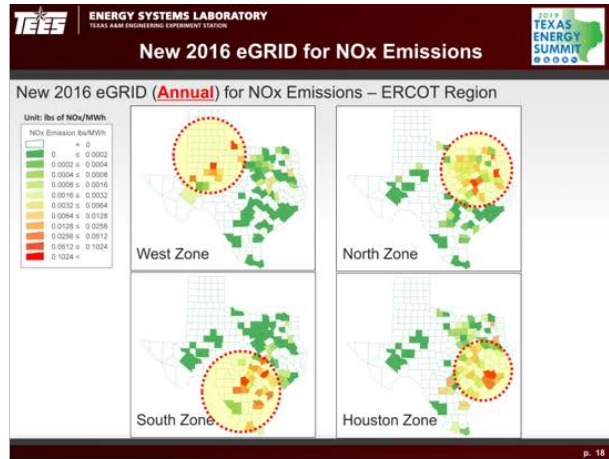 TEES
ENERGY SYSTEMS LABORATORY
TEXAS A&M ENGINEERING EXPERIMENT STATION
New 2016 eGRID for NOx Emissions
2019
TEXAS
ENERGY
SUMMIT
New 2016 eGRID (Annual) for NOx Emissions – ERCOT Region
Unit: lbs of NOx/MWh
NOx Emission lbs/MWh
= 0
0 ≤ 0.0002
0.0002 ≤ 0.0004
0.0004 ≤ 0.0008
0.0008 ≤ 0.0016
0.0016 ≤ 0.0032
0.0032 ≤ 0.0064
0.0064 ≤ 0.0128
0.0128 ≤ 0.0256
0.0256 ≤ 0.0512
0.0512 ≤ 0.1024
0.1024 <
West Zone
North Zone
South Zone
Houston Zone
p. 18